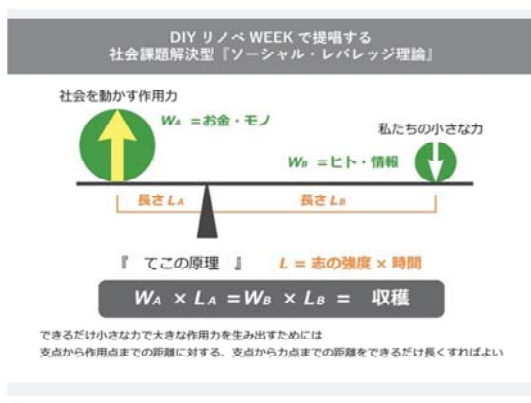 DIY リノベ WEEK で提唱する
社会課題解決型『ソーシャル・レバレッジ理論』
社会を動かす作用力
WA =お金・モノ
私たちの小さな力
WB =ヒト・情報
長さ LA
長さ LB
『 てこの原理 』 L = 志の強度 × 時間
WA × LA =WB × LB = 収穫
できるだけ小さな力で大きな作用力を生み出すためには
支点から作用点までの距離に対する、支点から力点までの距離をできるだけ長くすればよい